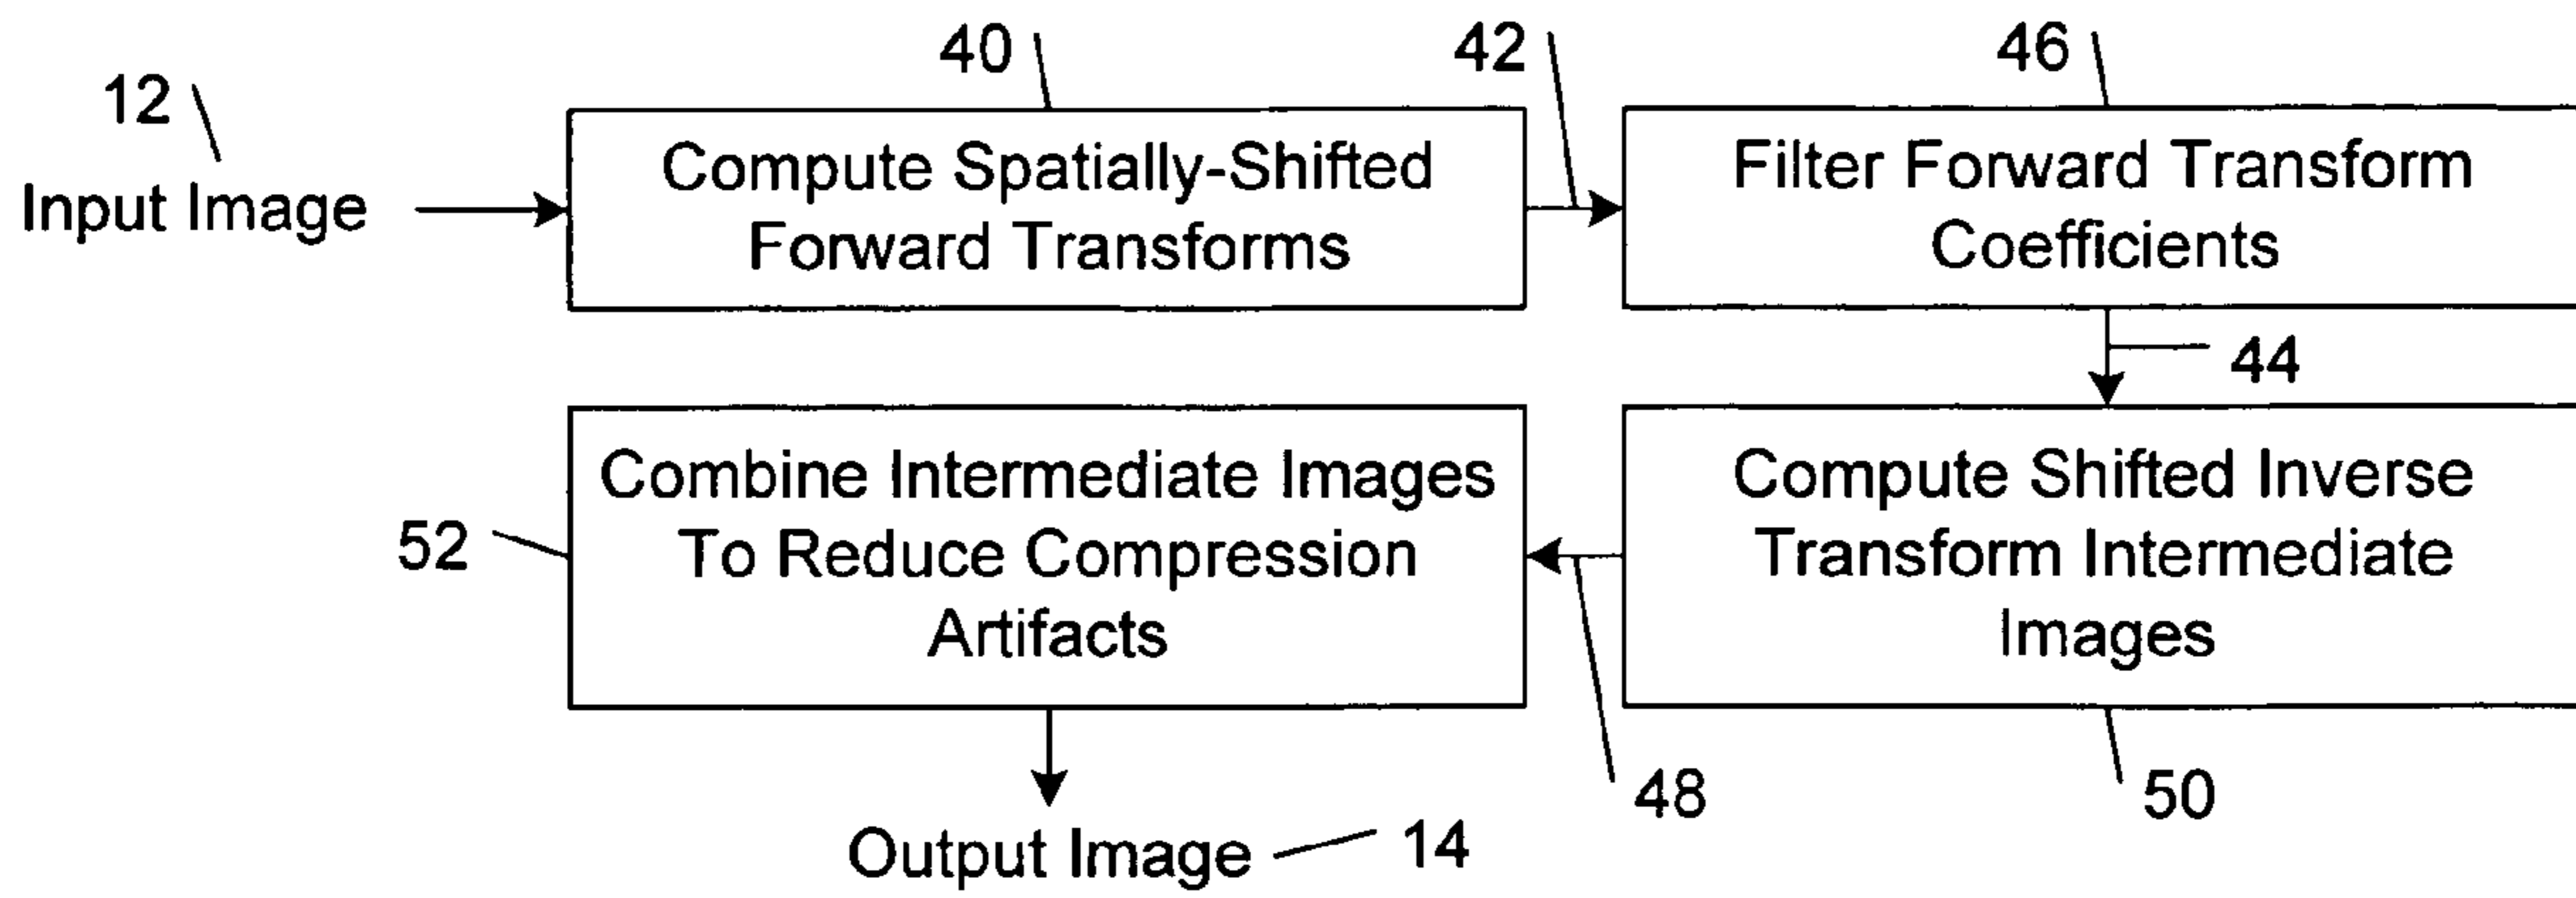 40
42
46
12
Input Image
Compute Spatially-Shifted
Forward Transforms
Filter Forward Transform
Coefficients
44
52
Combine Intermediate Images
To Reduce Compression
Artifacts
Compute Shifted Inverse
Transform Intermediate
Images
48
50
Output Image
14